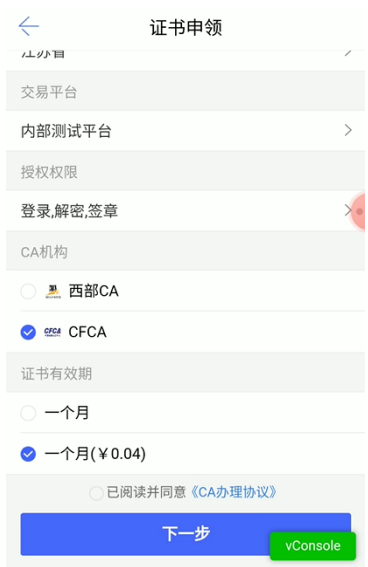 证书申领
江苏省
交易平台
内部测试平台
授权权限
登录,解密,签章
CA机构
西部CA
CFCA CFCA
证书有效期
一个月
一个月(￥0.04)
已阅读并同意《CA办理协议》
下一步
vConsole